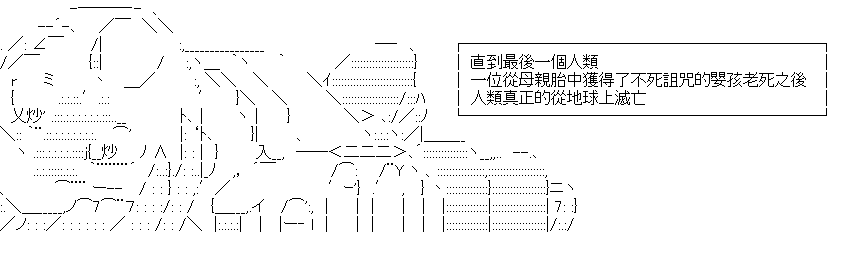 直到最後一個人類
一位從母親胎中獲得了不死詛咒的嬰孩老死之後
人類真正的從地球上滅亡